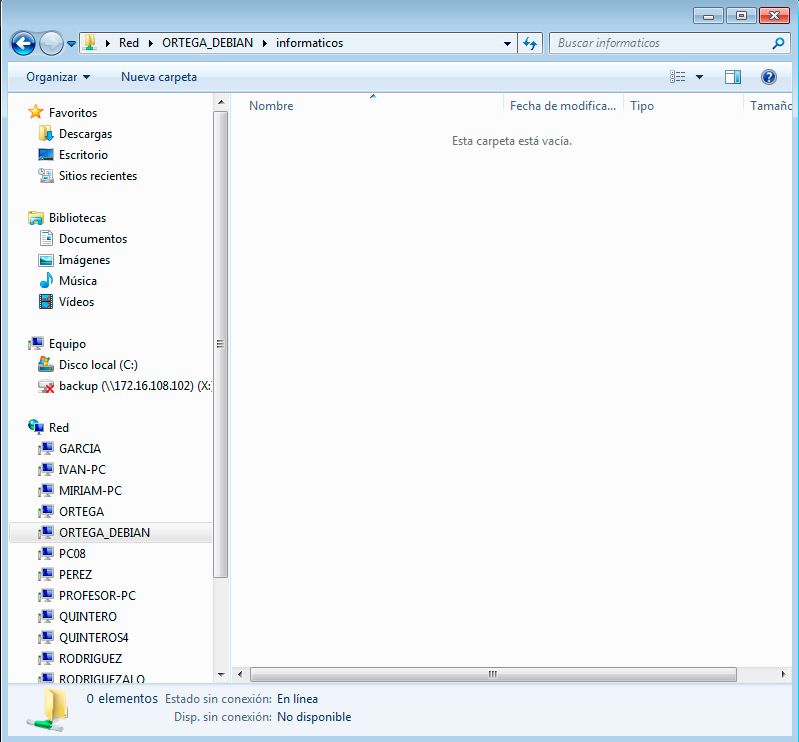 Red ORTEGA_DEBIAN informaticos
Buscar informaticos
Organizar Nueva carpeta
Nombre Fecha de modifica... Tipo Tamaño
Esta carpeta está vacía.
Favoritos
Descargas
Escritorio
Sitios recientes
Bibliotecas
Documentos
Imágenes
Música
Vídeos
Equipo
Disco local (C:)
backup (\\172.16.108.102) (X:
Red
GARCIA
IVAN-PC
MIRIAM-PC
ORTEGA
ORTEGA_DEBIAN
PC08
PEREZ
PROFESOR-PC
QUINTERO
QUINTEROS4
RODRIGUEZ
RODRIGUEZALO
0 elementos Estado sin conexión: En línea
Disp. sin conexión: No disponible